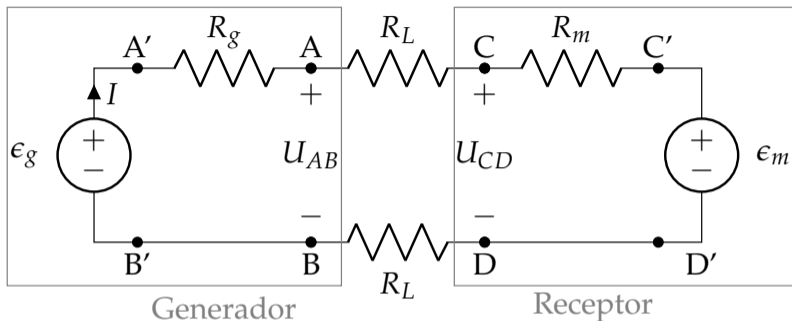 R_g R_L R_m
A' A C C'
I + +
ϵ_g + − U_AB U_CD + − ϵ_m
− −
B' B D D'
R_L
Generador Receptor